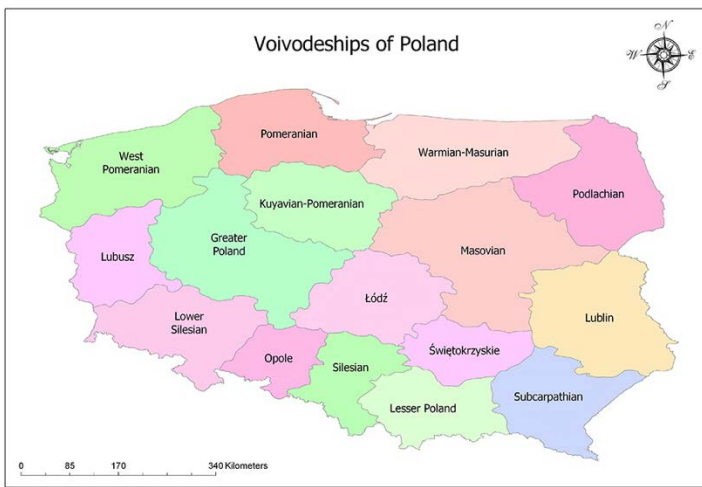 Voivodeships of Poland
N
W
E
S
Pomeranian
West
Pomeranian
Warmian-Masurian
Podlachian
Kuyavian-Pomeranian
Greater
Poland
Lubusz
Masovian
Łódź
Lower
Silesian
Lublin
Opole
Silesian
Świętokrzyskie
Lesser Poland
Subcarpathian
0 85 170 340 Kilometers